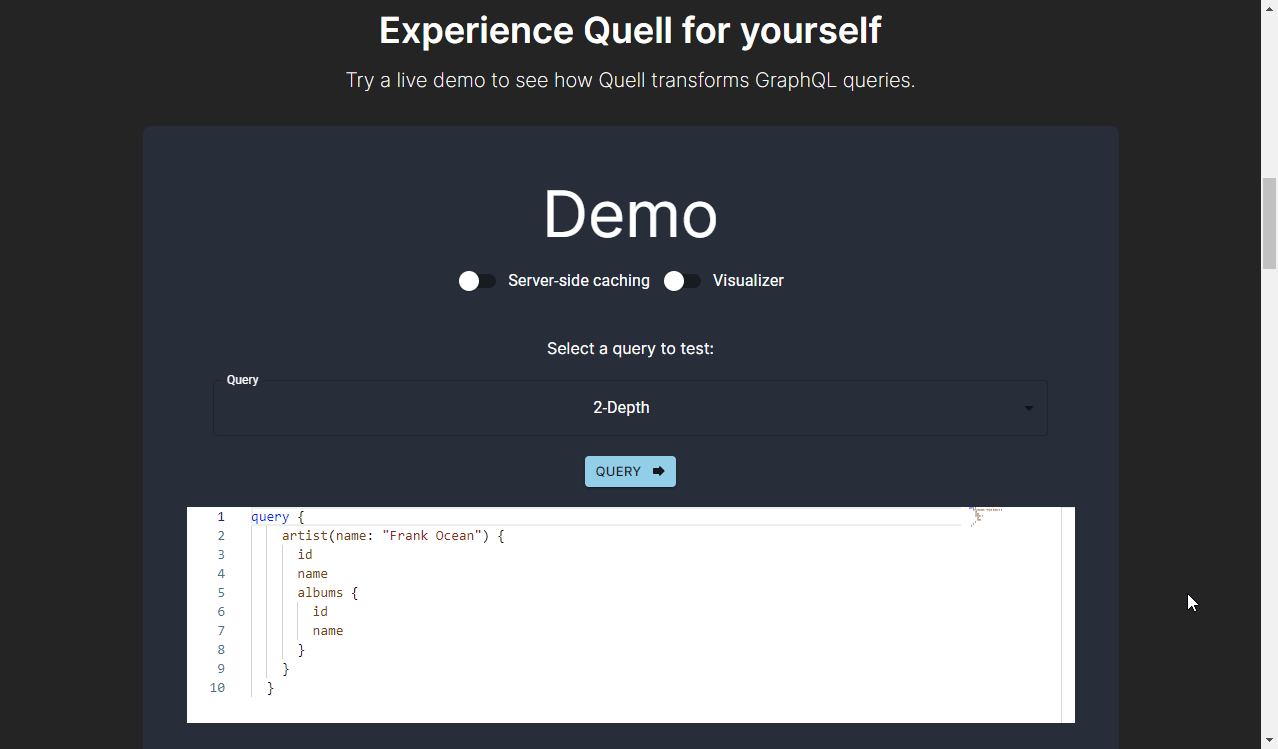 Experience Quell for yourself
Try a live demo to see how Quell transforms GraphQL queries.
Demo
Server-side caching Visualizer
Select a query to test:
Query
2-Depth
QUERY
1 query {
2 artist(name: "Frank Ocean") {
3 id
4 name
5 albums {
6 id
7 name
8 }
9 }
10 }